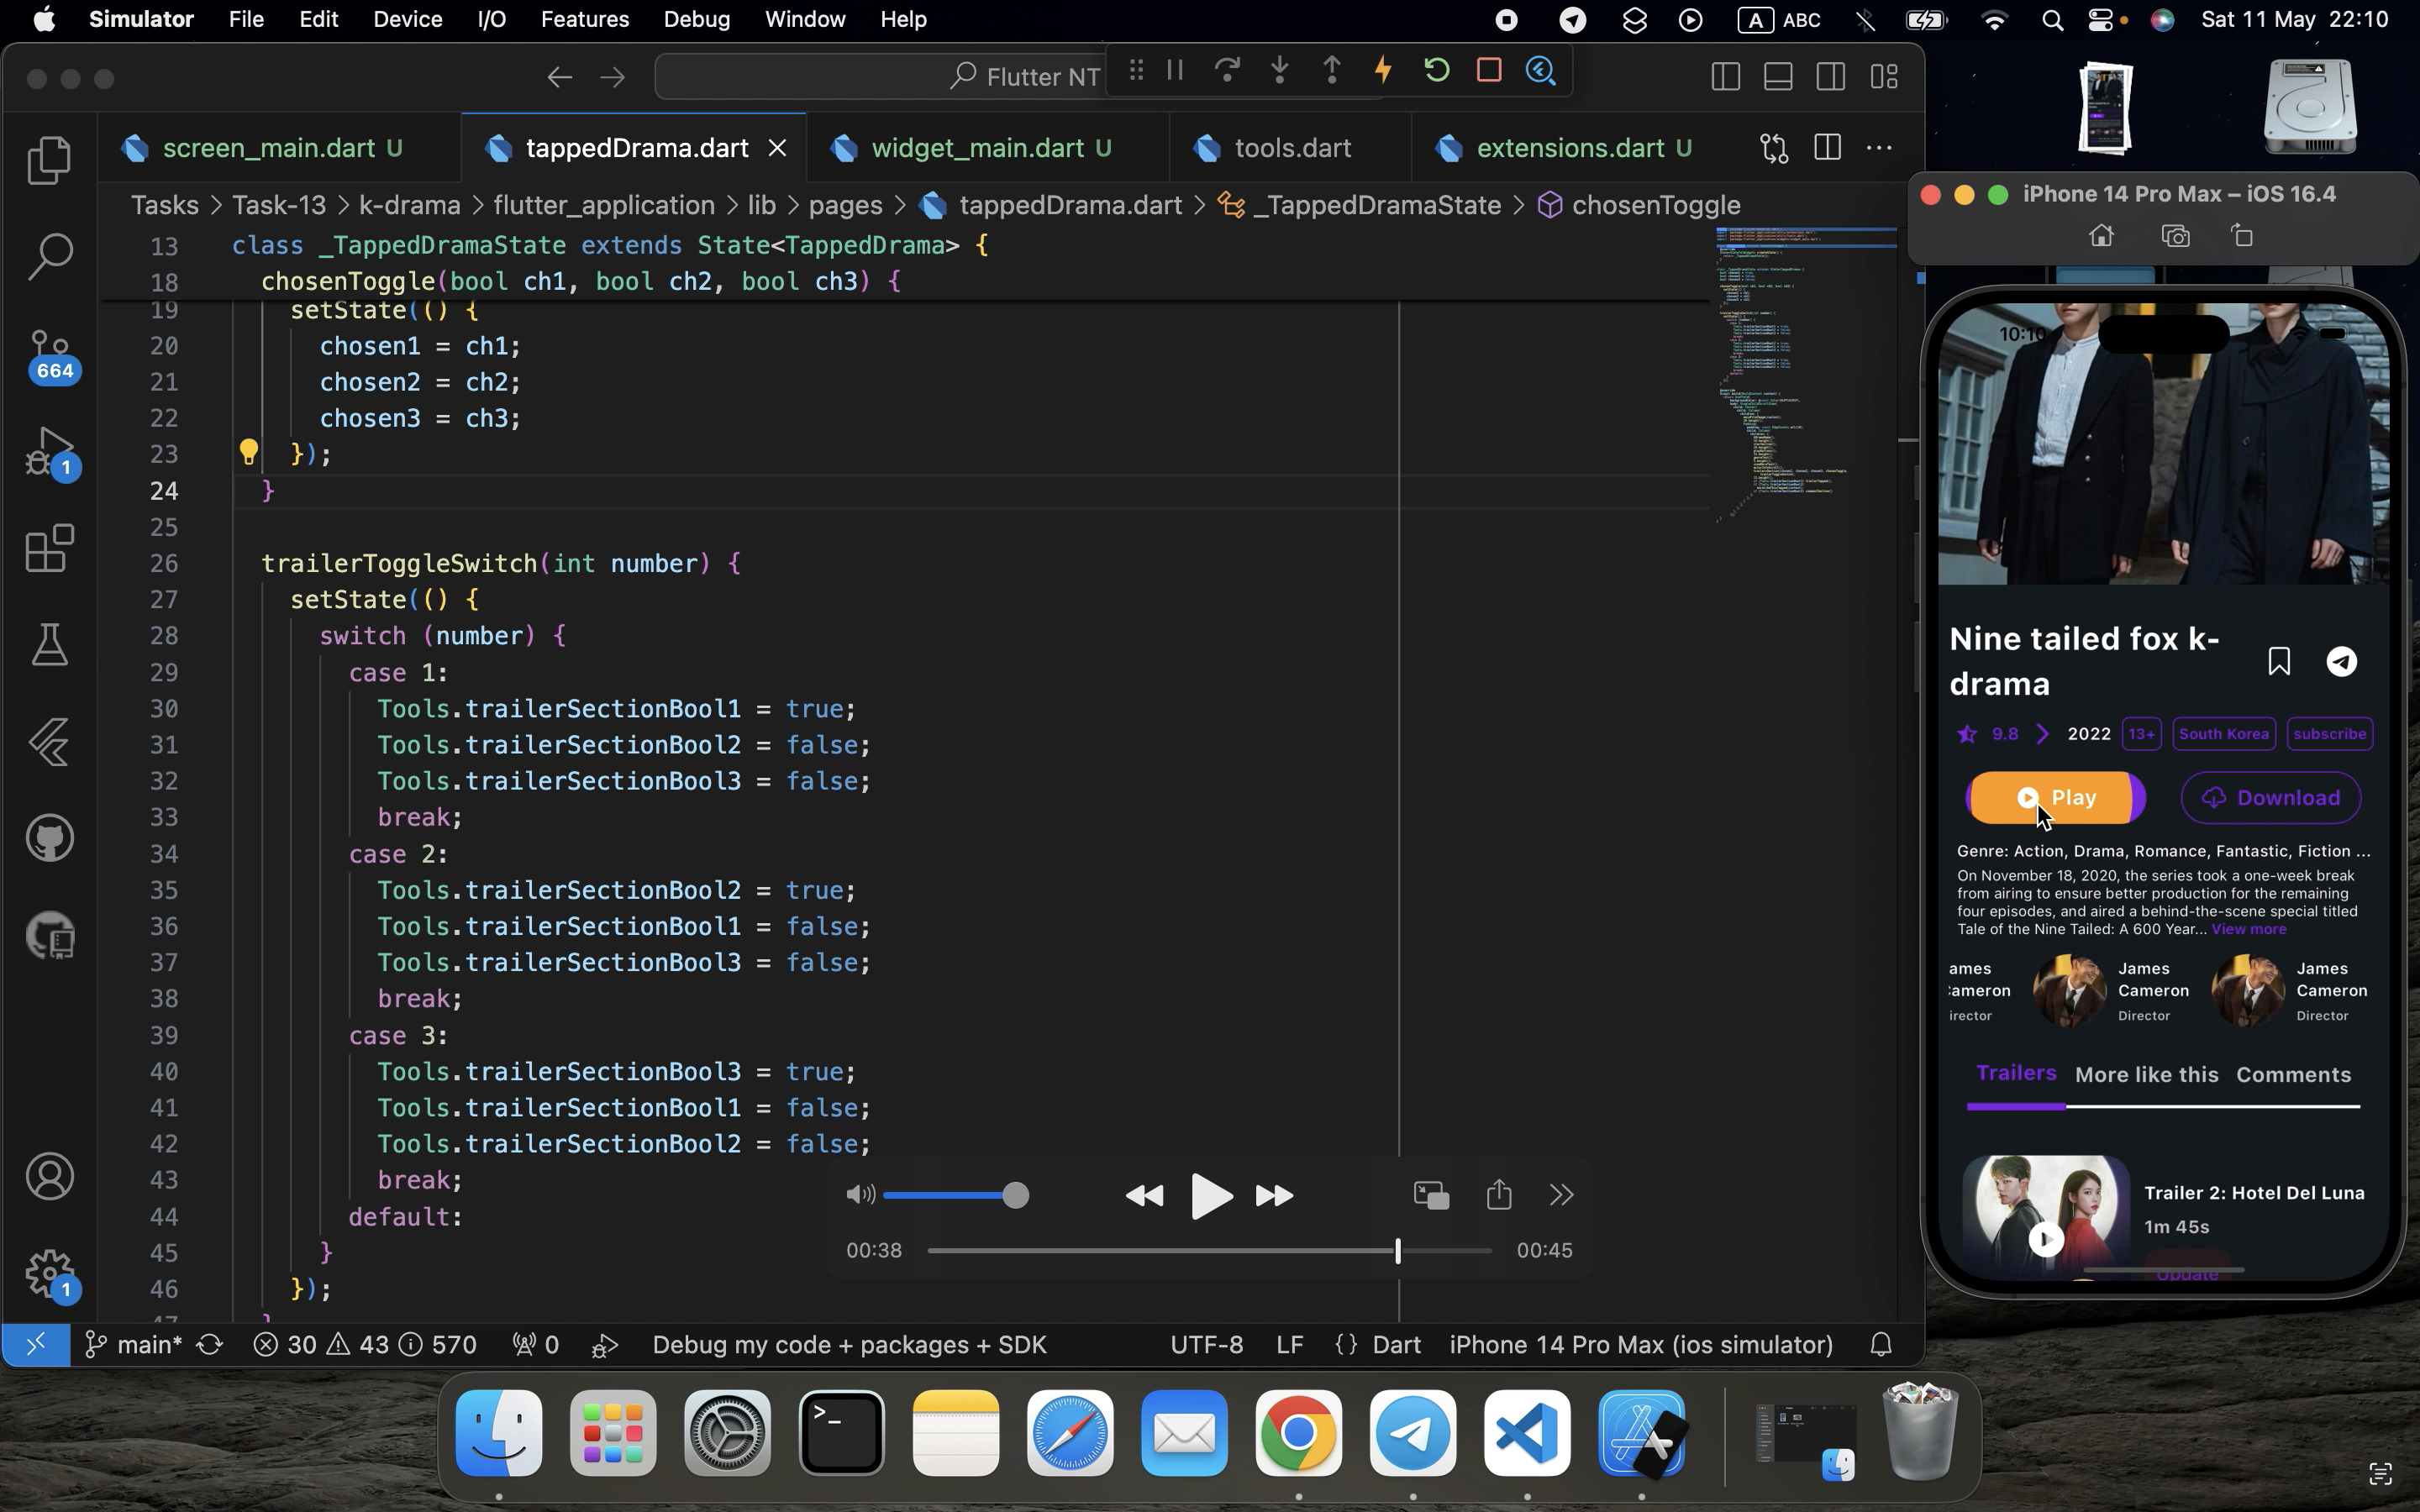 Simulator File Edit Device I/O Features Debug Window Help
A ABC Sat 11 May 22:10
Flutter NT
screen_main.dart U
tappedDrama.dart
widget_main.dart U
tools.dart
extensions.dart U
Tasks > Task-13 > k-drama > flutter_application > lib > pages > tappedDrama.dart > _TappedDramaState > chosenToggle
13 class _TappedDramaState extends State<TappedDrama> {
18 chosenToggle(bool ch1, bool ch2, bool ch3) {
19 setState(() {
20 chosen1 = ch1;
21 chosen2 = ch2;
22 chosen3 = ch3;
23 });
24 }
25
26 trailerToggleSwitch(int number) {
27 setState(() {
28 switch (number) {
29 case 1:
30 Tools.trailerSectionBool1 = true;
31 Tools.trailerSectionBool2 = false;
32 Tools.trailerSectionBool3 = false;
33 break;
34 case 2:
35 Tools.trailerSectionBool2 = true;
36 Tools.trailerSectionBool1 = false;
37 Tools.trailerSectionBool3 = false;
38 break;
39 case 3:
40 Tools.trailerSectionBool3 = true;
41 Tools.trailerSectionBool1 = false;
42 Tools.trailerSectionBool2 = false;
43 break;
44 default:
45 }
46 });
47 }
664
1
1
00:38
00:45
main* 30 43 570 0 Debug my code + packages + SDK UTF-8 LF {} Dart iPhone 14 Pro Max (ios simulator)
iPhone 14 Pro Max – iOS 16.4
10:10
Nine tailed fox k-
drama
9.8 2022 13+ South Korea subscribe
Play
Download
Genre: Action, Drama, Romance, Fantastic, Fiction ...
On November 18, 2020, the series took a one-week break
from airing to ensure better production for the remaining
four episodes, and aired a behind-the-scene special titled
Tale of the Nine Tailed: A 600 Year... View more
ames
ameron
irector
James
Cameron
Director
James
Cameron
Director
Trailers
More like this
Comments
Trailer 2: Hotel Del Luna
1m 45s
Update